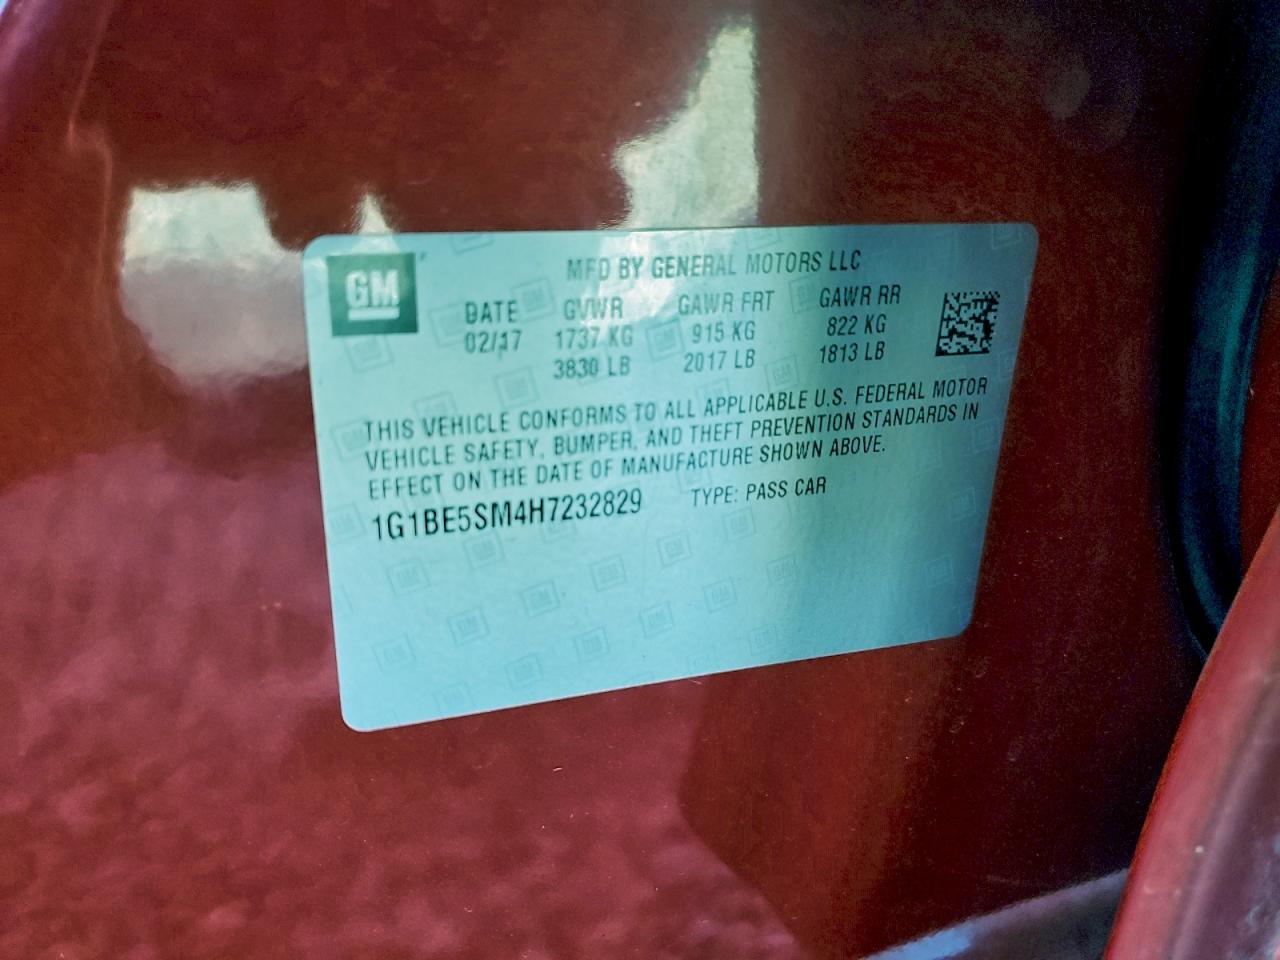 GM
MFD BY GENERAL MOTORS LLC
DATE GVWR GAWR FRT GAWR RR
02/17 1737 KG 915 KG 822 KG
3830 LB 2017 LB 1813 LB
THIS VEHICLE CONFORMS TO ALL APPLICABLE U.S. FEDERAL MOTOR
VEHICLE SAFETY, BUMPER, AND THEFT PREVENTION STANDARDS IN
EFFECT ON THE DATE OF MANUFACTURE SHOWN ABOVE.
1G1BE5SM4H7232829 TYPE: PASS CAR